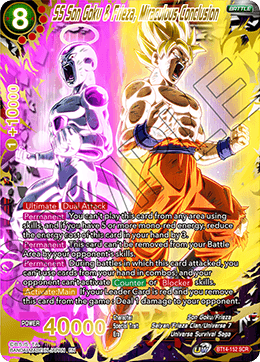 8
SS Son Goku & Frieza, Miraculous Conclusion
BATTLE
1 +10000
Ultimate Dual Attack
Permanent You can't play this card from any area using
skills, and if you have 5 or more mono-red energy, reduce
the energy cost of this card in your hand by 3.
Permanent This card can't be removed from your Battle
Area by your opponent's skills.
Permanent During battles in which this card attacked, you
can't use cards from your hand in combos, and your
opponent can't activate Counter or Blocker skills.
Activate: Main If your Leader Card is red and you remove
this card from the game: Deal 1 damage to your opponent.
POWER
40000
Character
Special Trait
Era
Son Goku/Frieza
Saiyan/Frieza Clan/Universe 7
Universe Survival Saga
BT14-152 SCR